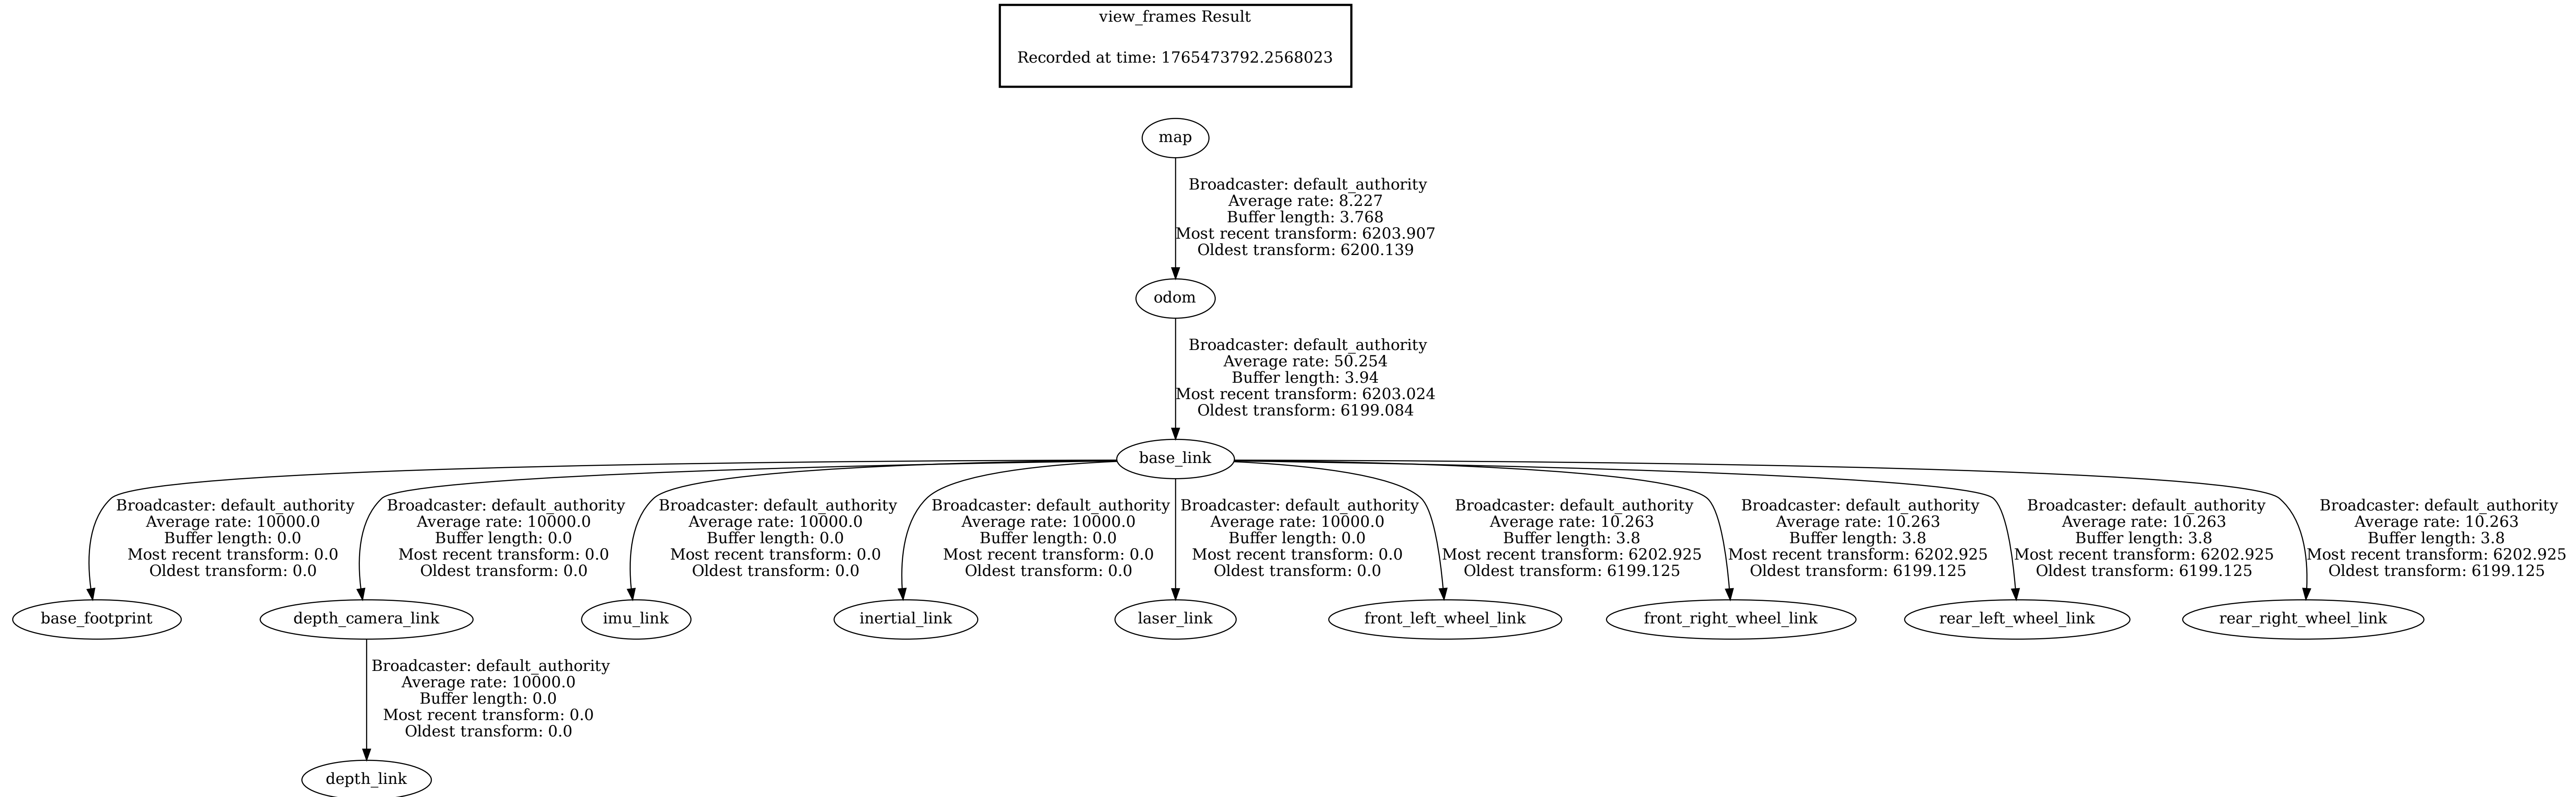 view_frames Result
Recorded at time: 1765473792.2568023
map
Broadcaster: default_authority
Average rate: 8.227
Buffer length: 3.768
Most recent transform: 6203.907
Oldest transform: 6200.139
odom
Broadcaster: default_authority
Average rate: 50.254
Buffer length: 3.94
Most recent transform: 6203.024
Oldest transform: 6199.084
base_link
Broadcaster: default_authority
Average rate: 10000.0
Buffer length: 0.0
Most recent transform: 0.0
Oldest transform: 0.0
Broadcaster: default_authority
Average rate: 10000.0
Buffer length: 0.0
Most recent transform: 0.0
Oldest transform: 0.0
Broadcaster: default_authority
Average rate: 10000.0
Buffer length: 0.0
Most recent transform: 0.0
Oldest transform: 0.0
Broadcaster: default_authority
Average rate: 10000.0
Buffer length: 0.0
Most recent transform: 0.0
Oldest transform: 0.0
Broadcaster: default_authority
Average rate: 10000.0
Buffer length: 0.0
Most recent transform: 0.0
Oldest transform: 0.0
Broadcaster: default_authority
Average rate: 10.263
Buffer length: 3.8
Most recent transform: 6202.925
Oldest transform: 6199.125
Broadcaster: default_authority
Average rate: 10.263
Buffer length: 3.8
Most recent transform: 6202.925
Oldest transform: 6199.125
Broadcaster: default_authority
Average rate: 10.263
Buffer length: 3.8
Most recent transform: 6202.925
Oldest transform: 6199.125
Broadcaster: default_authority
Average rate: 10.263
Buffer length: 3.8
Most recent transform: 6202.925
Oldest transform: 6199.125
base_footprint
depth_camera_link
imu_link
inertial_link
laser_link
front_left_wheel_link
front_right_wheel_link
rear_left_wheel_link
rear_right_wheel_link
Broadcaster: default_authority
Average rate: 10000.0
Buffer length: 0.0
Most recent transform: 0.0
Oldest transform: 0.0
depth_link